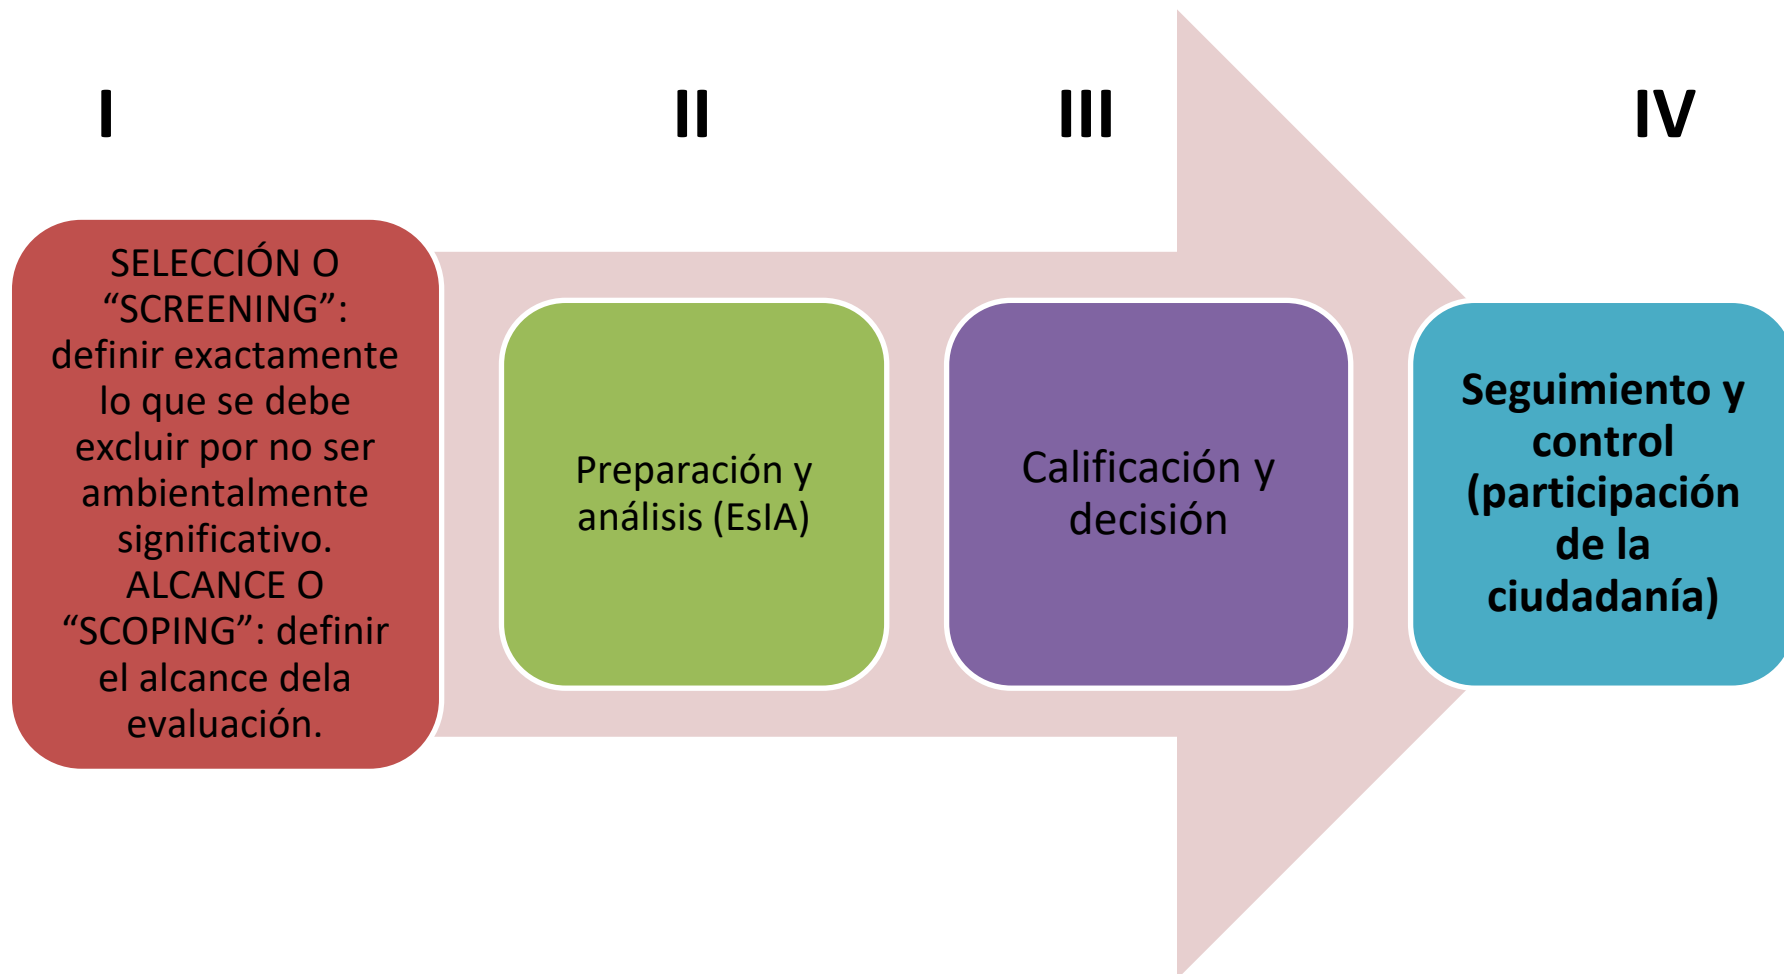 I
II
III
IV
SELECCIÓN O
“SCREENING”:
definir exactamente
lo que se debe
excluir por no ser
ambientalmente
significativo.
ALCANCE O
“SCOPING”: definir
el alcance dela
evaluación.
Preparación y
análisis (EsIA)
Calificación y
decisión
Seguimiento y
control
(participación
de la
ciudadanía)